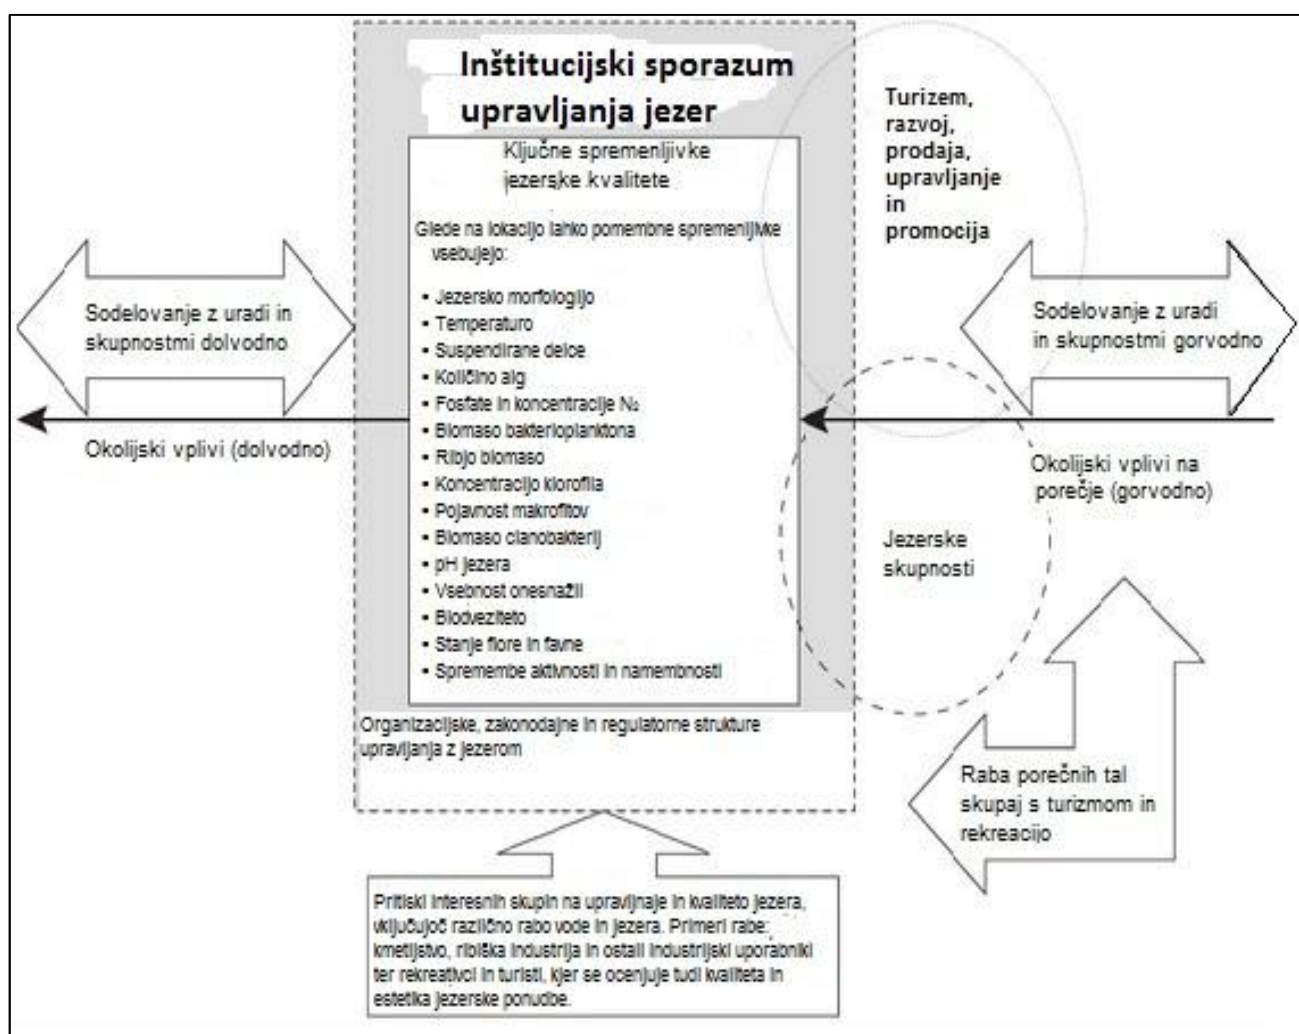 Inštitucijski sporazum
upravljanja jezer
Ključne spremenljivke
jezerske kvalitete
Glede na lokacijo lahko pomembne spremenljivke
vsebujejo:
▪ Jezersko morfologijo
▪ Temperaturo
▪ Suspendirane delce
▪ Količino alg
▪ Fosfate in koncentracije N₂
▪ Biomaso bakterioplanktona
▪ Ribjo biomaso
▪ Koncentracijo klorofila
▪ Pojavnost makrofitov
▪ Biomaso cianobakterij
▪ pH jezera
▪ Vsebnost onesnažil
▪ Biodveziteto
▪ Stanje flore in favne
▪ Spremembe aktivnosti in namembnosti
Organizacijske, zakonodajne in regulatorne strukture
upravljanja z jezerom
Sodelovanje z uradi in
skupnostmi dolvodno
Okolijski vplivi (dolvodno)
Turizem,
razvoj,
prodaja,
upravljanje
in
promocija
Sodelovanje z uradi
in skupnostmi gorvodno
Okolijski vplivi na
porečje (gorvodno)
Jezerske
skupnosti
Raba porečnih tal
skupaj s turizmom in
rekreacijo
Pritiski interesnih skupin na upravljnaje in kvaliteto jezera,
vključujoč različno rabo vode in jezera. Primeri rabe:
kmetijstvo, ribiška industrija in ostali industrijski uporabniki
ter rekreativci in turisti, kjer se ocenjuje tudi kvaliteta in
estetika jezerske ponudbe.